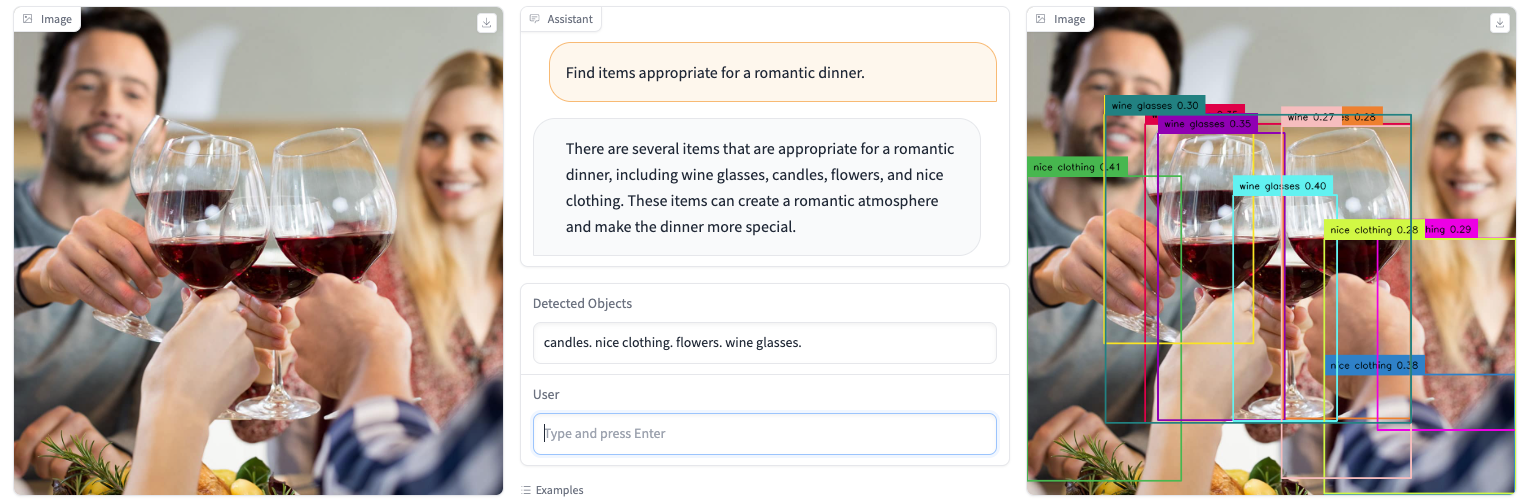 Image
Assistant
Find items appropriate for a romantic dinner.
There are several items that are appropriate for a romantic
dinner, including wine glasses, candles, flowers, and nice
clothing. These items can create a romantic atmosphere
and make the dinner more special.
Detected Objects
candles. nice clothing. flowers. wine glasses.
User
Type and press Enter
Examples
Image
wine glasses 0.30
wine 0.27
s 0.28
wine glasses 0.35
nice clothing 0.41
wine glasses 0.40
nice clothing 0.28
hing 0.29
nice clothing 0.38